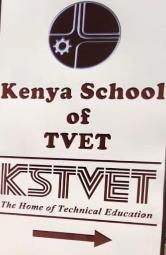 Kenya School
of
TVET
KSTVET
The Home of Technical Education